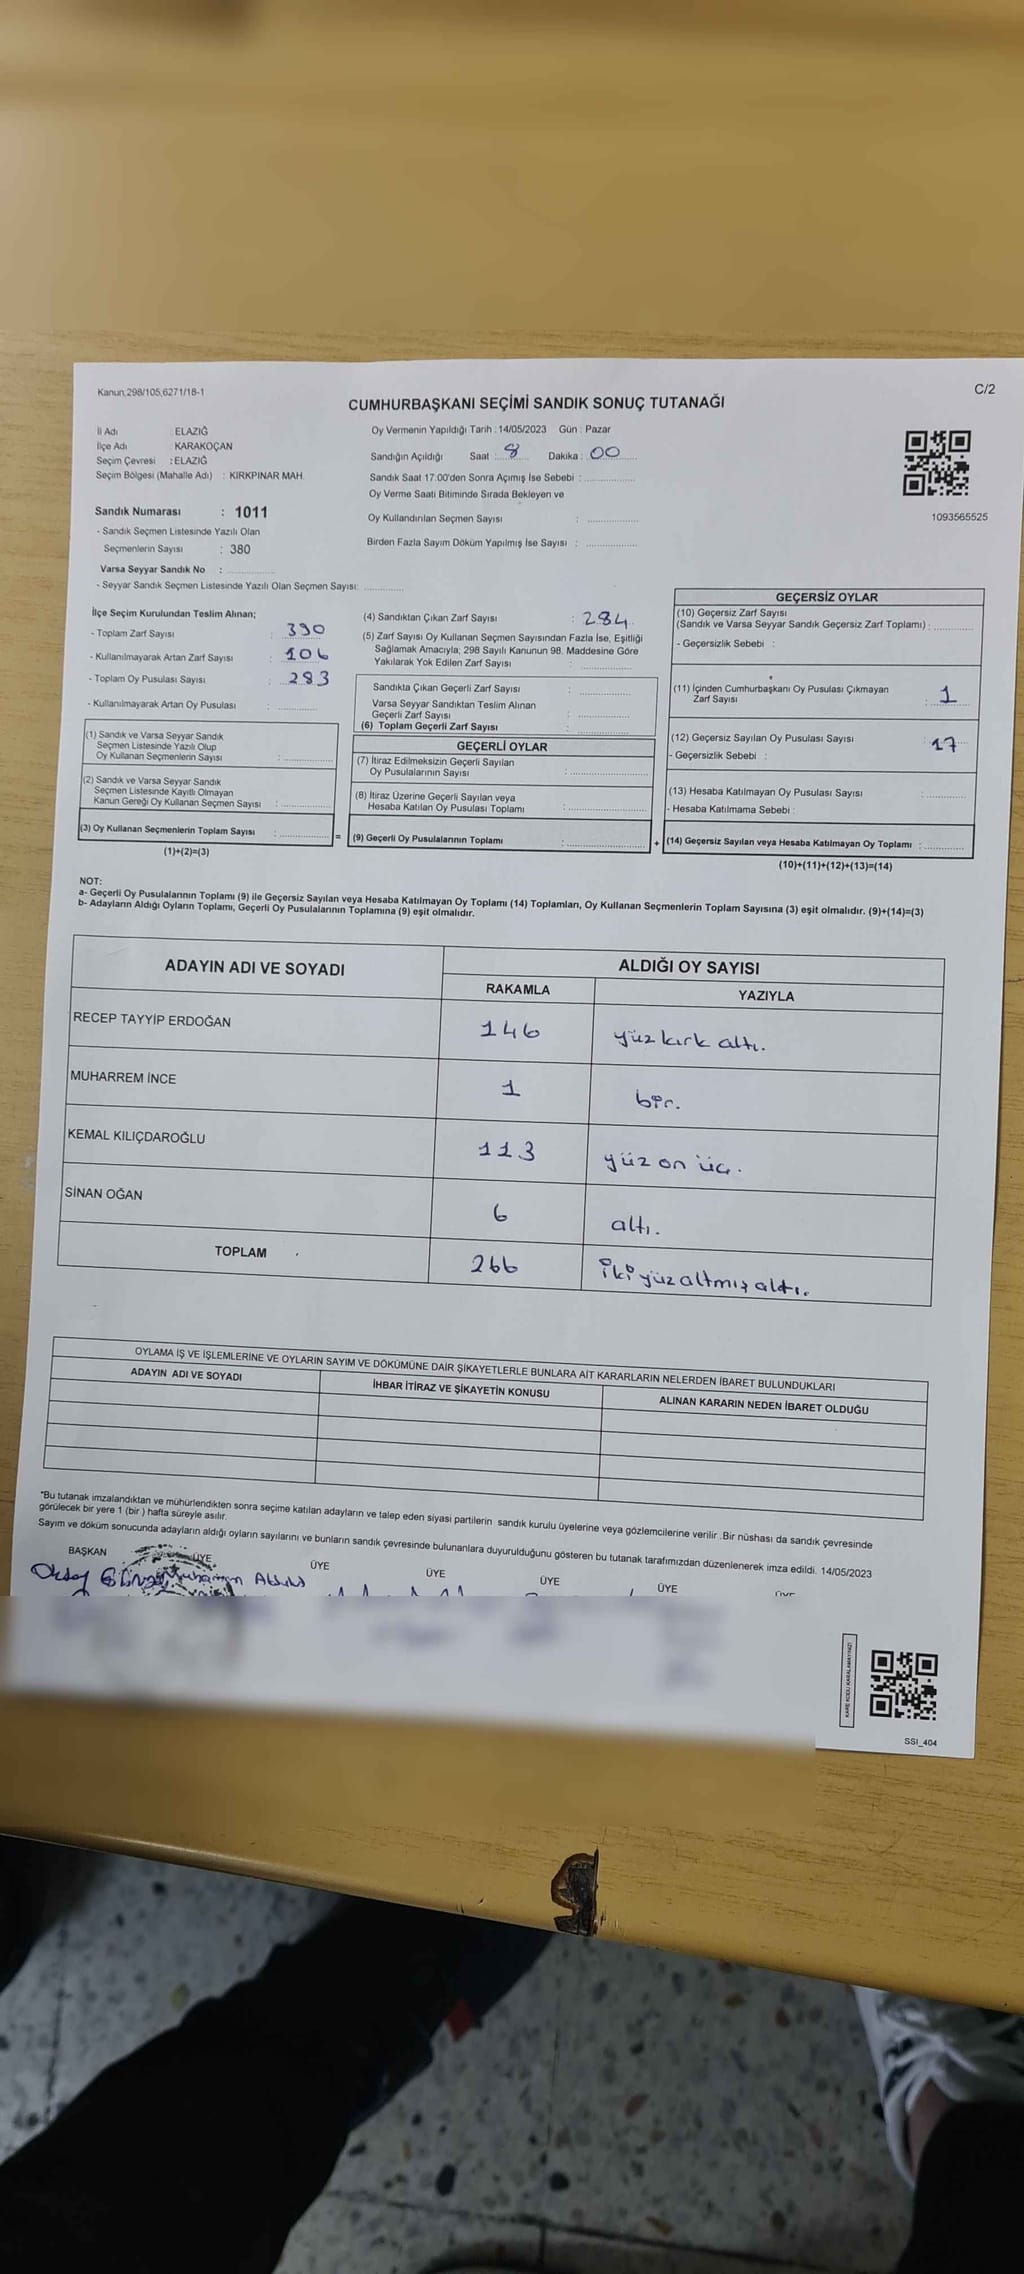 Kanun;298/105,6271/18-1
C/2
CUMHURBAŞKANI SEÇİMİ SANDIK SONUÇ TUTANAĞI
İl Adı : ELAZIĞ
İlçe Adı : KARAKOÇAN
Seçim Çevresi : ELAZIĞ
Seçim Bölgesi (Mahalle Adı) : KIRKPINAR MAH.
Sandık Numarası : 1011
- Sandık Seçmen Listesinde Yazılı Olan
Seçmenlerin Sayısı : 380
Varsa Seyyar Sandık No :
- Seyyar Sandık Seçmen Listesinde Yazılı Olan Seçmen Sayısı:
Oy Vermenin Yapıldığı Tarih : 14/05/2023 Gün : Pazar
Sandığın Açıldığı Saat : 8 Dakika : 00
Sandık Saat 17:00'den Sonra Açımış İse Sebebi :
Oy Verme Saati Bitiminde Sırada Bekleyen ve
Oy Kullandırılan Seçmen Sayısı :
Birden Fazla Sayım Döküm Yapılmış İse Sayısı :
1093565525
İlçe Seçim Kurulundan Teslim Alınan;
- Toplam Zarf Sayısı : 390
- Kullanılmayarak Artan Zarf Sayısı : 106
- Toplam Oy Pusulası Sayısı : 283
- Kullanılmayarak Artan Oy Pusulası :
(1) Sandık ve Varsa Seyyar Sandık
Seçmen Listesinde Yazılı Olup
Oy Kullanan Seçmenlerin Sayısı :
(2) Sandık ve Varsa Seyyar Sandık
Seçmen Listesinde Kayıtlı Olmayan
Kanun Gereği Oy Kullanan Seçmen Sayısı :
(3) Oy Kullanan Seçmenlerin Toplam Sayısı :
(1)+(2)=(3)
=
(4) Sandıktan Çıkan Zarf Sayısı : 284
(5) Zarf Sayısı Oy Kullanan Seçmen Sayısından Fazla İse, Eşitliği
Sağlamak Amacıyla; 298 Sayılı Kanunun 98. Maddesine Göre
Yakılarak Yok Edilen Zarf Sayısı :
Sandıkta Çıkan Geçerli Zarf Sayısı :
Varsa Seyyar Sandıktan Teslim Alınan
Geçerli Zarf Sayısı :
(6) Toplam Geçerli Zarf Sayısı :
GEÇERLİ OYLAR
(7) İtiraz Edilmeksizin Geçerli Sayılan
Oy Pusulalarının Sayısı :
(8) İtiraz Üzerine Geçerli Sayılan veya
Hesaba Katılan Oy Pusulası Toplamı :
(9) Geçerli Oy Pusulalarının Toplamı :
+
GEÇERSİZ OYLAR
(10) Geçersiz Zarf Sayısı
(Sandık ve Varsa Seyyar Sandık Geçersiz Zarf Toplamı) :
- Geçersizlik Sebebi :
(11) İçinden Cumhurbaşkanı Oy Pusulası Çıkmayan
Zarf Sayısı : 1
(12) Geçersiz Sayılan Oy Pusulası Sayısı : 17
- Geçersizlik Sebebi :
(13) Hesaba Katılmayan Oy Pusulası Sayısı :
- Hesaba Katılmama Sebebi :
(14) Geçersiz Sayılan veya Hesaba Katılmayan Oy Toplamı :
(10)+(11)+(12)+(13)=(14)
NOT:
a- Geçerli Oy Pusulalarının Toplamı (9) ile Geçersiz Sayılan veya Hesaba Katılmayan Oy Toplamı (14) Toplamları, Oy Kullanan Seçmenlerin Toplam Sayısına (3) eşit olmalıdır. (9)+(14)=(3)
b- Adayların Aldığı Oyların Toplamı, Geçerli Oy Pusulalarının Toplamına (9) eşit olmalıdır.
ADAYIN ADI VE SOYADI ALDIĞI OY SAYISI
RAKAMLA YAZIYLA
RECEP TAYYİP ERDOĞAN 146 yüz kırk altı.
MUHARREM İNCE 1 bir.
KEMAL KILIÇDAROĞLU 113 yüz on üç.
SİNAN OĞAN 6 altı.
TOPLAM 266 iki yüz altmış altı.
OYLAMA İŞ VE İŞLEMLERİNE VE OYLARIN SAYIM VE DÖKÜMÜNE DAİR ŞİKAYETLERLE BUNLARA AİT KARARLARIN NELERDEN İBARET BULUNDUKLARI
ADAYIN ADI VE SOYADI İHBAR İTİRAZ VE ŞİKAYETİN KONUSU ALINAN KARARIN NEDEN İBARET OLDUĞU
*Bu tutanak imzalandıktan ve mühürlendikten sonra seçime katılan adayların ve talep eden siyasi partilerin sandık kurulu üyelerine veya gözlemcilerine verilir .Bir nüshası da sandık çevresinde
görülecek bir yere 1 (bir ) hafta süreyle asılır.
Sayım ve döküm sonucunda adayların aldığı oyların sayılarını ve bunların sandık çevresinde bulunanlara duyurulduğunu gösteren bu tutanak tarafımızdan düzenlenerek imza edildi. 14/05/2023
BAŞKAN ÜYE ÜYE ÜYE ÜYE ÜYE
KARE KODU KARALAMAYINIZ!
SSI_404